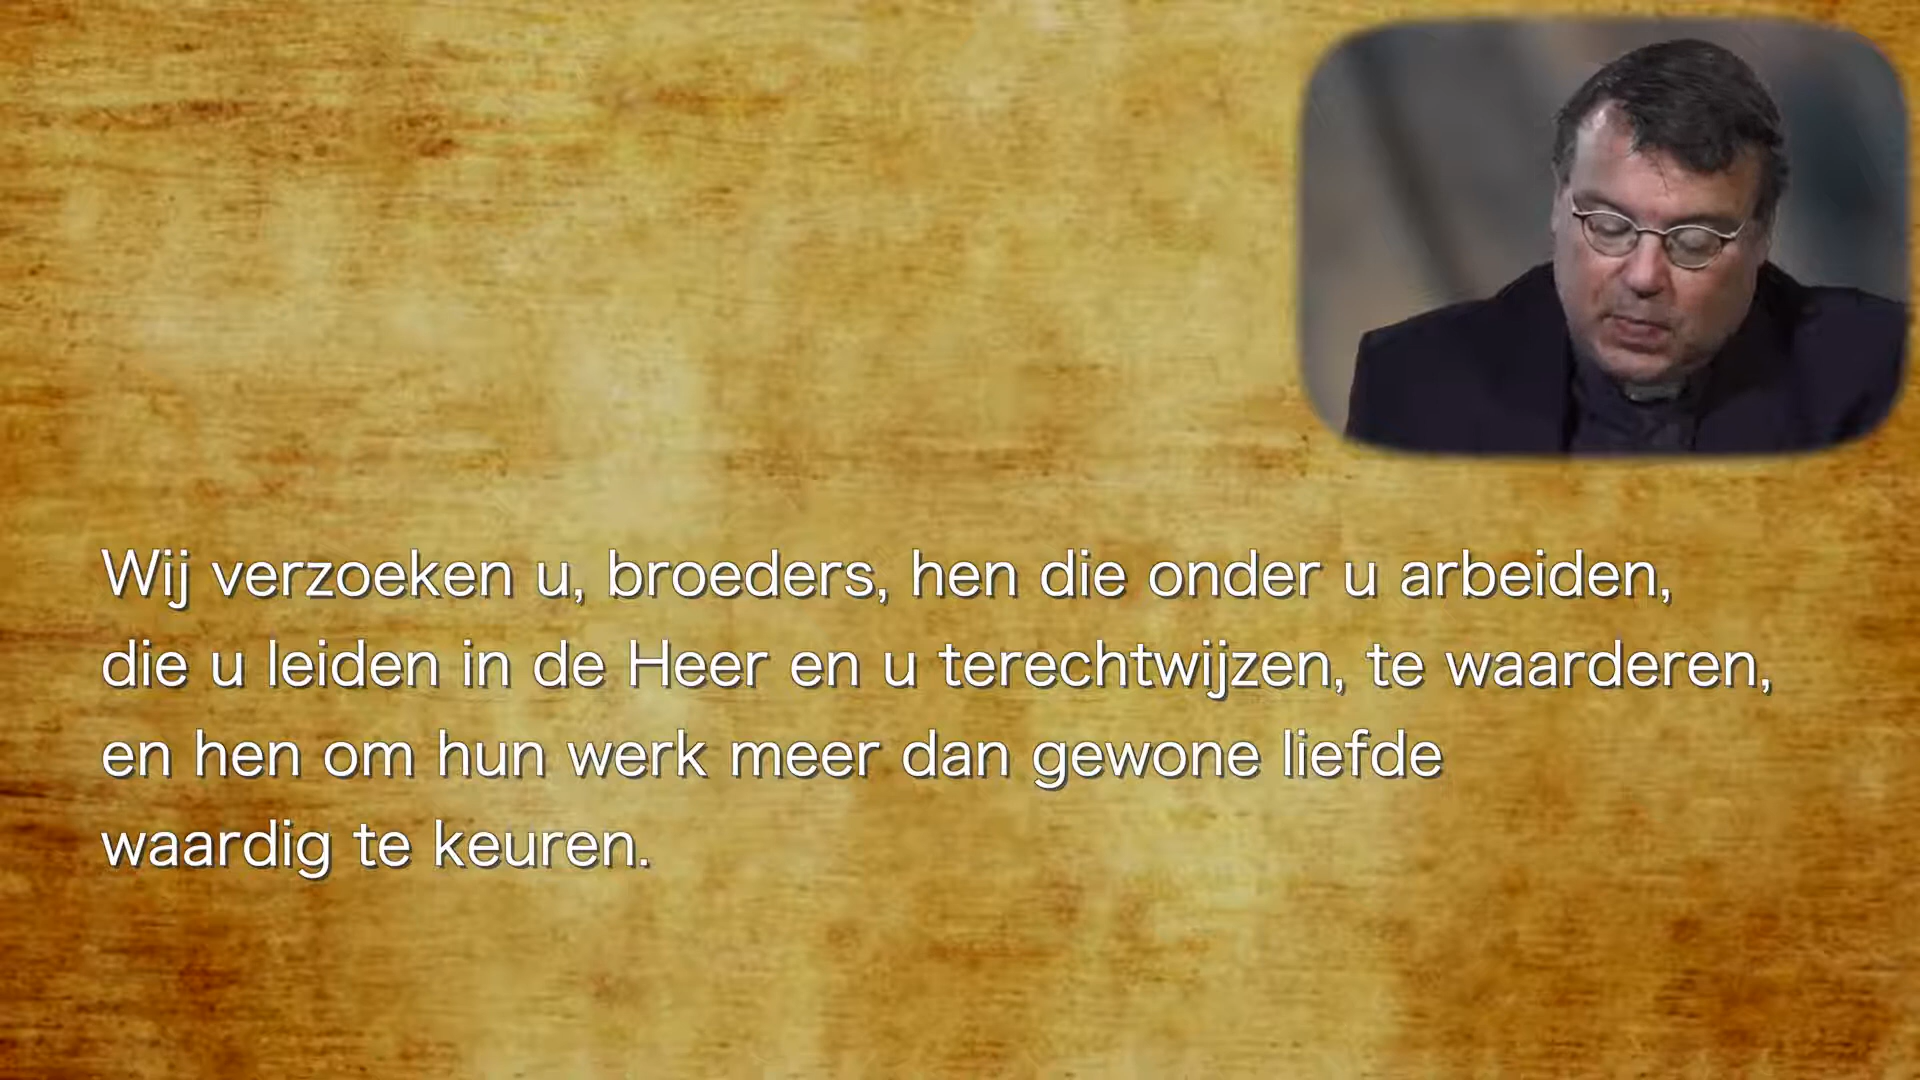 Wij verzoeken u, broeders, hen die onder u arbeiden,
die u leiden in de Heer en u terechtwijzen, te waarderen,
en hen om hun werk meer dan gewone liefde
waardig te keuren.